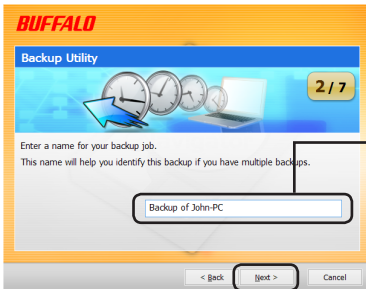 BUFFALO
Backup Utility
2 / 7
Enter a name for your backup job.
This name will help you identify this backup if you have multiple backups.
Backup of John-PC
< Back Next > Cancel